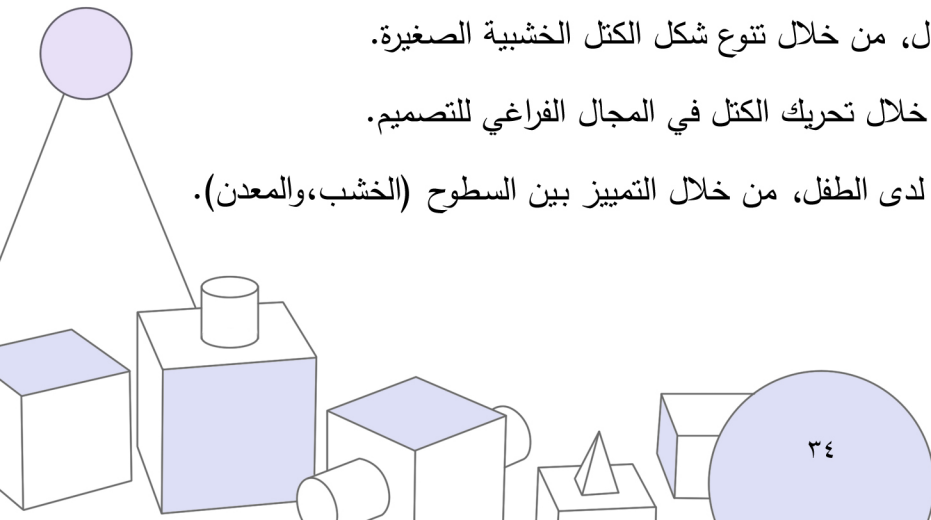 ل، من خلال تنوع شكل الكتل الخشبية الصغيرة.
خلال تحريك الكتل في المجال الفراغي للتصميم.
لدى الطفل، من خلال التمييز بين السطوح (الخشب،والمعدن).
٣٤